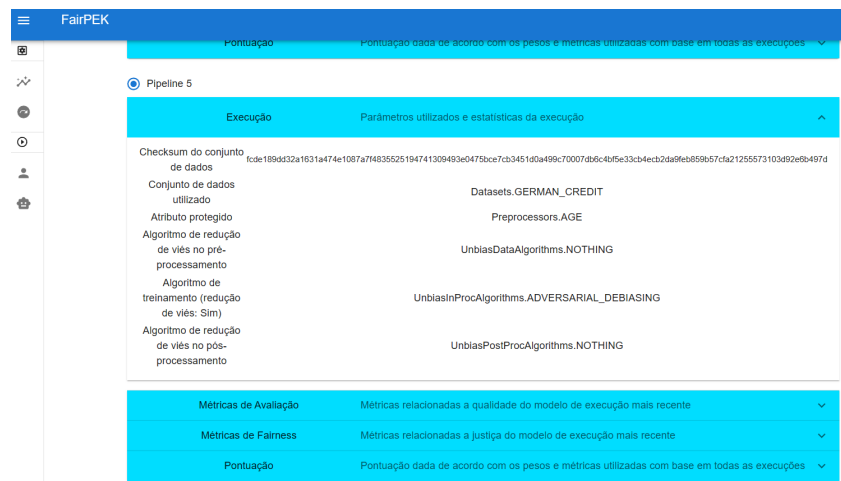 FairPEK
Pontuação Pontuação dada de acordo com os pesos e métricas utilizadas com base em todas as execuções
Pipeline 5
Execução Parâmetros utilizados e estatísticas da execução
Checksum do conjunto
de dados
fcde189dd32a1631a474e1087a7f4835525194741309493e0475bce7cb3451d0a499c70007db6c4bf5e33cb4ecb2da9feb859b57cfa21255573103d92e6b497d
Conjunto de dados
utilizado
Datasets.GERMAN_CREDIT
Atributo protegido
Preprocessors.AGE
Algoritmo de redução
de viés no pré-
processamento
UnbiasDataAlgorithms.NOTHING
Algoritmo de
treinamento (redução
de viés: Sim)
UnbiasInProcAlgorithms.ADVERSARIAL_DEBIASING
Algoritmo de redução
de viés no pós-
processamento
UnbiasPostProcAlgorithms.NOTHING
Métricas de Avaliação Métricas relacionadas a qualidade do modelo de execução mais recente
Métricas de Fairness Métricas relacionadas a justiça do modelo de execução mais recente
Pontuação Pontuação dada de acordo com os pesos e métricas utilizadas com base em todas as execuções